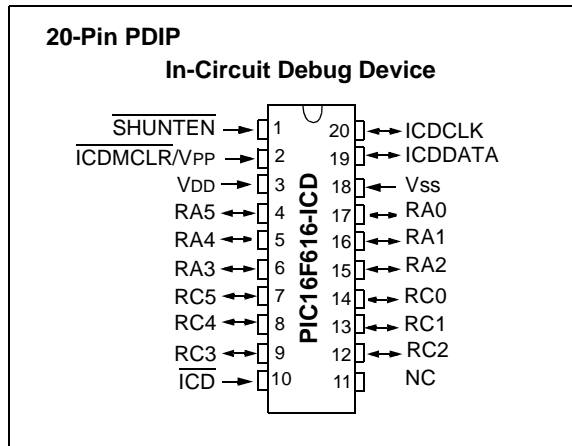 20-Pin PDIP
In-Circuit Debug Device
SHUNTEN 1 20 ICDCLK
ICDMCLR/VPP 2 19 ICDDATA
VDD 3 18 Vss
RA5 4 17 RA0
RA4 5 16 RA1
RA3 6 15 RA2
RC5 7 14 RC0
RC4 8 13 RC1
RC3 9 12 RC2
ICD 10 11 NC
PIC16F616-ICD